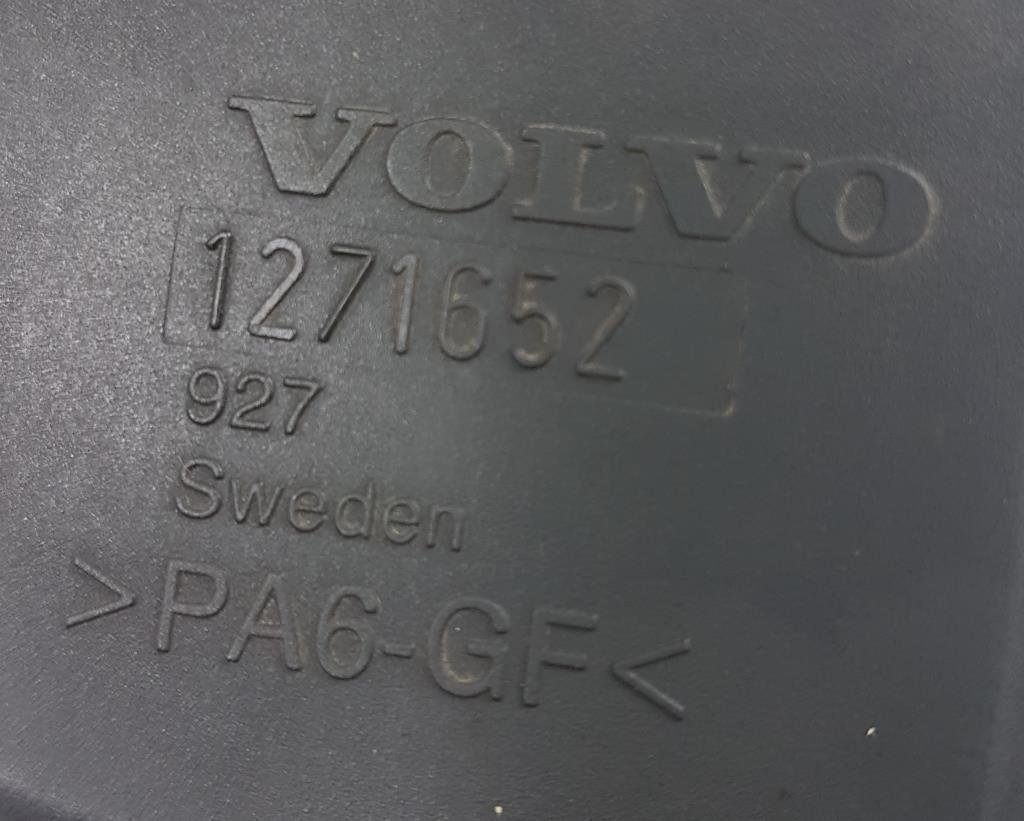 VOLVO
1271652
927
Sweden
>PA6-GF<